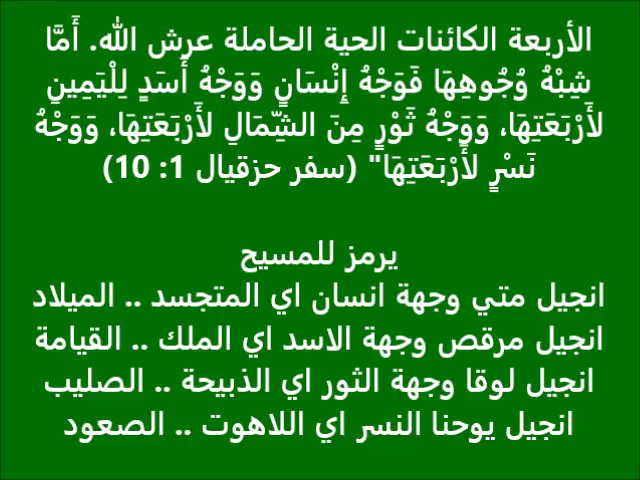 الأربعة الكائنات الحية الحاملة عرش الله. أَمَّا
شِبْهُ وُجُوهِهَا فَوَجْهُ إِنْسَانٍ وَوَجْهُ أَسَدٍ لِلْيَمِينِ
لأَرْبَعَتِهَا، وَوَجْهُ ثَوْرٍ مِنَ الشِّمَالِ لأَرْبَعَتِهَا، وَوَجْهُ
نَسْرٍ لأَرْبَعَتِهَا" (سفر حزقيال 1: 10)
يرمز للمسيح
انجيل متي وجهة انسان اي المتجسد .. الميلاد
انجيل مرقص وجهة الاسد اي الملك .. القيامة
انجيل لوقا وجهة الثور اي الذبيحة .. الصليب
انجيل يوحنا النسر اي اللاهوت .. الصعود